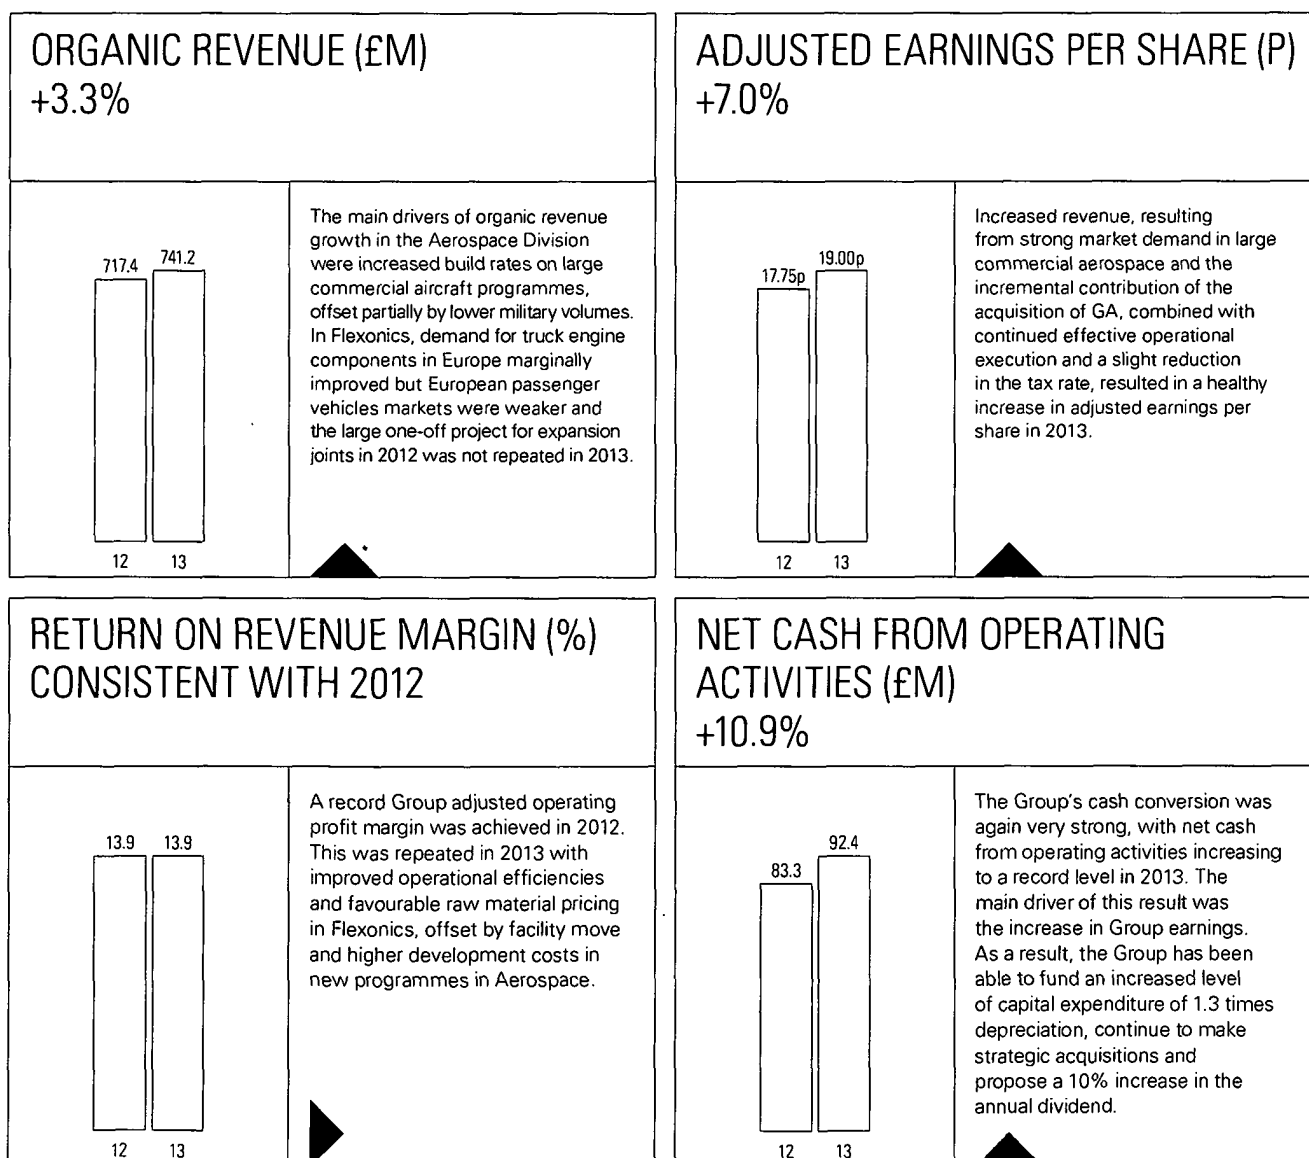 ORGANIC REVENUE (£M)
+3.3%
717.4
741.2
12
13
The main drivers of organic revenue
growth in the Aerospace Division
were increased build rates on large
commercial aircraft programmes,
offset partially by lower military volumes.
In Flexonics, demand for truck engine
components in Europe marginally
improved but European passenger
vehicles markets were weaker and
the large one-off project for expansion
joints in 2012 was not repeated in 2013.
ADJUSTED EARNINGS PER SHARE (P)
+7.0%
17.75p
19.00p
12
13
Increased revenue, resulting
from strong market demand in large
commercial aerospace and the
incremental contribution of the
acquisition of GA, combined with
continued effective operational
execution and a slight reduction
in the tax rate, resulted in a healthy
increase in adjusted earnings per
share in 2013.
RETURN ON REVENUE MARGIN (%)
CONSISTENT WITH 2012
13.9
13.9
12
13
A record Group adjusted operating
profit margin was achieved in 2012.
This was repeated in 2013 with
improved operational efficiencies
and favourable raw material pricing
in Flexonics, offset by facility move
and higher development costs in
new programmes in Aerospace.
NET CASH FROM OPERATING
ACTIVITIES (£M)
+10.9%
83.3
92.4
12
13
The Group's cash conversion was
again very strong, with net cash
from operating activities increasing
to a record level in 2013. The
main driver of this result was
the increase in Group earnings.
As a result, the Group has been
able to fund an increased level
of capital expenditure of 1.3 times
depreciation, continue to make
strategic acquisitions and
propose a 10% increase in the
annual dividend.